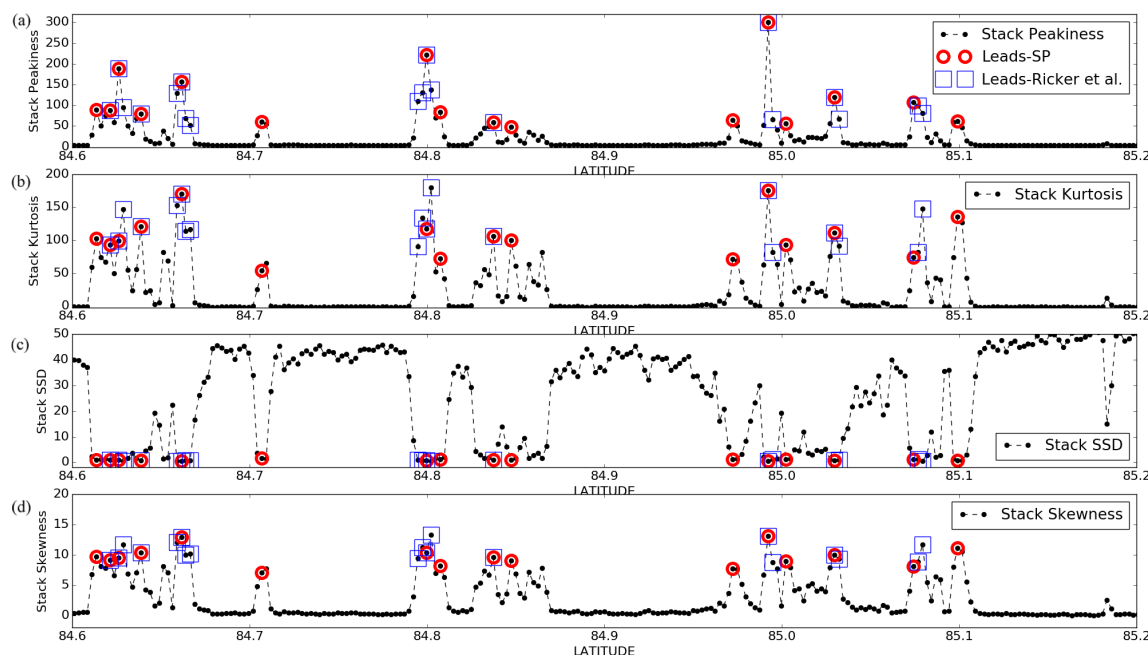 (a)
Stack Peakiness
300
250
200
150
100
50
0
Stack Peakiness
Leads-SP
Leads-Ricker et al.
84.6 84.7 84.8 84.9 85.0 85.1 85.2
LATITUDE
(b)
Stack Kurtosis
200
150
100
50
0
Stack Kurtosis
84.6 84.7 84.8 84.9 85.0 85.1 85.2
LATITUDE
(c)
Stack SSD
50
40
30
20
10
0
Stack SSD
84.6 84.7 84.8 84.9 85.0 85.1 85.2
LATITUDE
(d)
Stack Skewness
20
15
10
5
0
Stack Skewness
84.6 84.7 84.8 84.9 85.0 85.1 85.2
LATITUDE